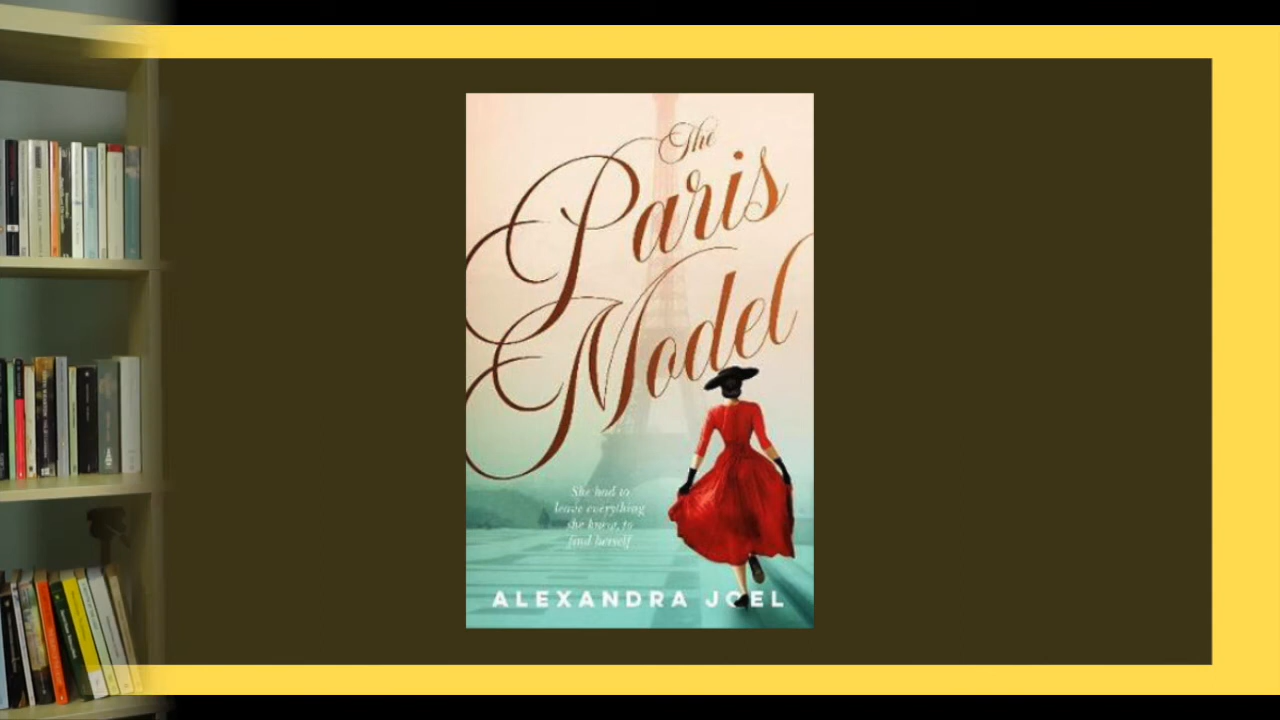 The
Paris
Model
She had to
leave everything
she knew, to
find herself
ALEXANDRA JOEL